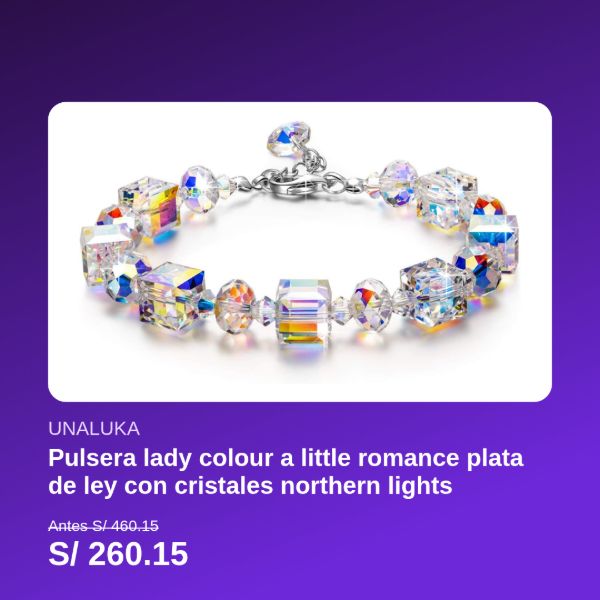 UNALUKA
Pulsera lady colour a little romance plata
de ley con cristales northern lights
Antes S/ 460.15
S/ 260.15